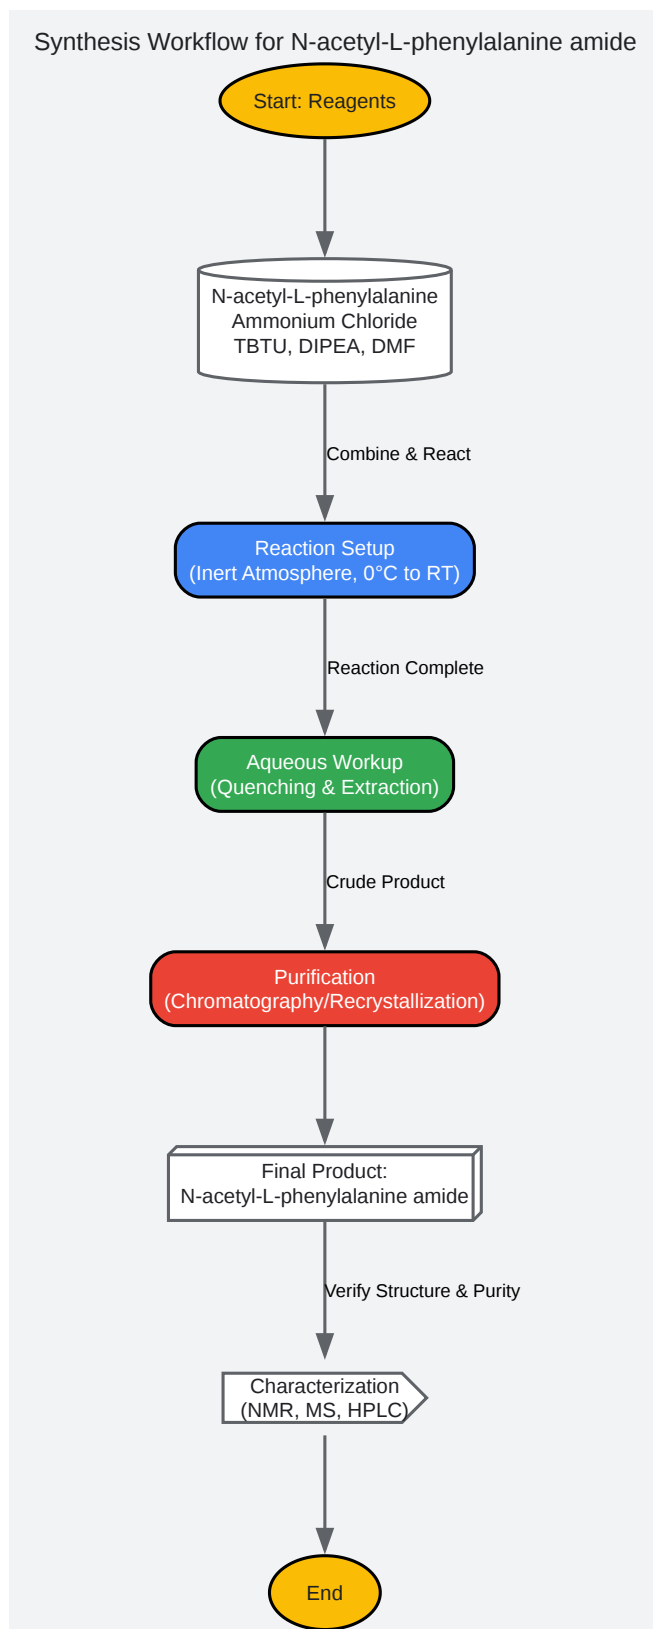 Synthesis Workflow for N-acetyl-L-phenylalanine amide
Start: Reagents
N-acetyl-L-phenylalanine
Ammonium Chloride
TBTU, DIPEA, DMF
Combine & React
Reaction Setup
(Inert Atmosphere, 0°C to RT)
Reaction Complete
Aqueous Workup
(Quenching & Extraction)
Crude Product
Purification
(Chromatography/Recrystallization)
Final Product:
N-acetyl-L-phenylalanine amide
Verify Structure & Purity
Characterization
(NMR, MS, HPLC)
End